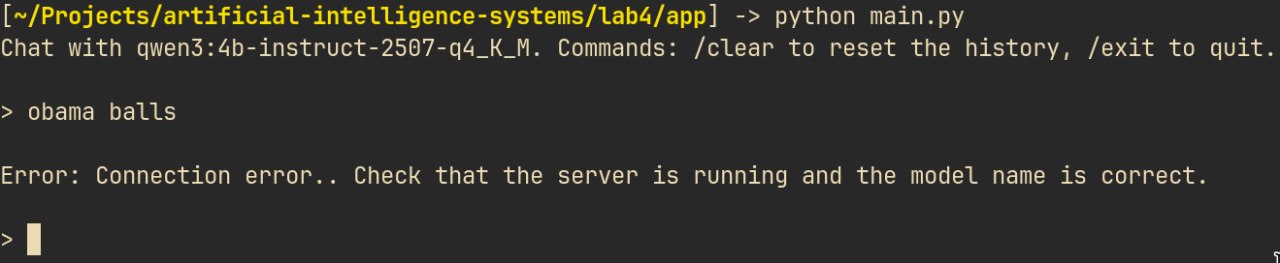 [~/Projects/artificial-intelligence-systems/lab4/app] -> python main.py
Chat with qwen3:4b-instruct-2507-q4_K_M. Commands: /clear to reset the history, /exit to quit.
> obama balls
Error: Connection error.. Check that the server is running and the model name is correct.
>